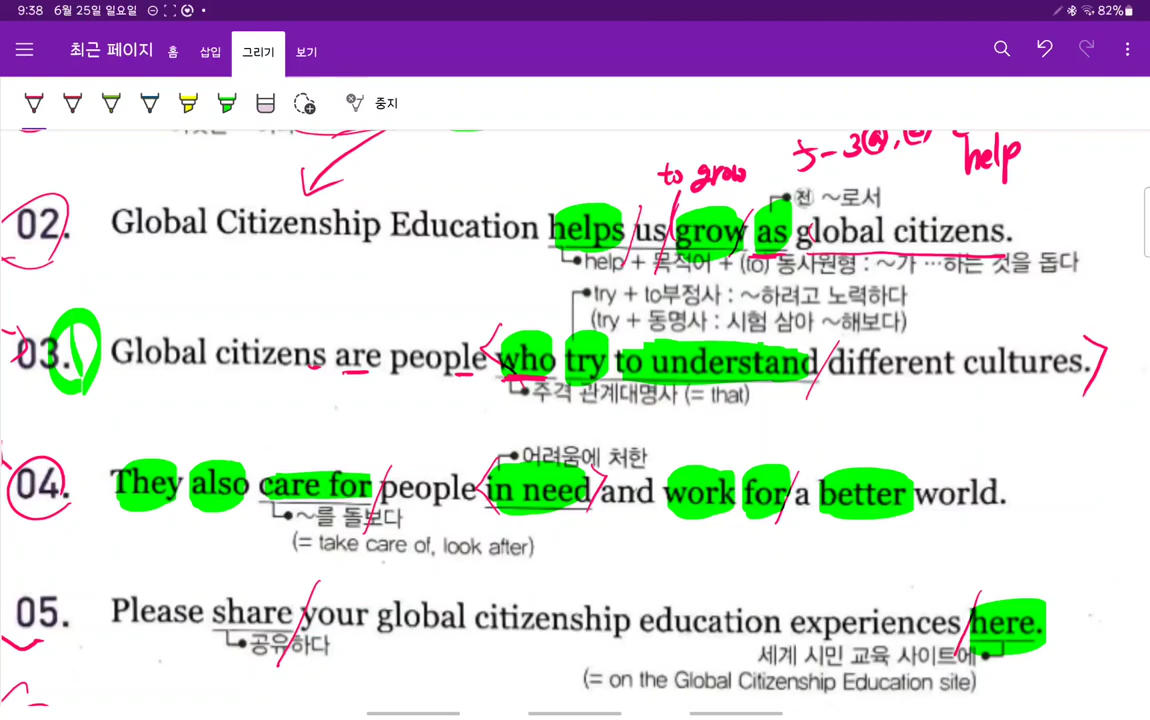 9:38 6월 25일 일요일 82%
최근 페이지 홈 삽입 그리기 보기
중지
5-3
help
to grow
전 ~로서
02. Global Citizenship Education helps us grow as global citizens.
help + 목적어 + (to) 동사원형 : ~가 …하는 것을 돕다
try + to부정사 : ~하려고 노력하다
(try + 동명사 : 시험 삼아 ~해보다)
03. Global citizens are people who try to understand different cultures.
주격 관계대명사 (= that)
어려움에 처한
04. They also care for people in need and work for a better world.
~를 돌보다
(= take care of, look after)
05. Please share your global citizenship education experiences here.
공유하다
세계 시민 교육 사이트에
(= on the Global Citizenship Education site)